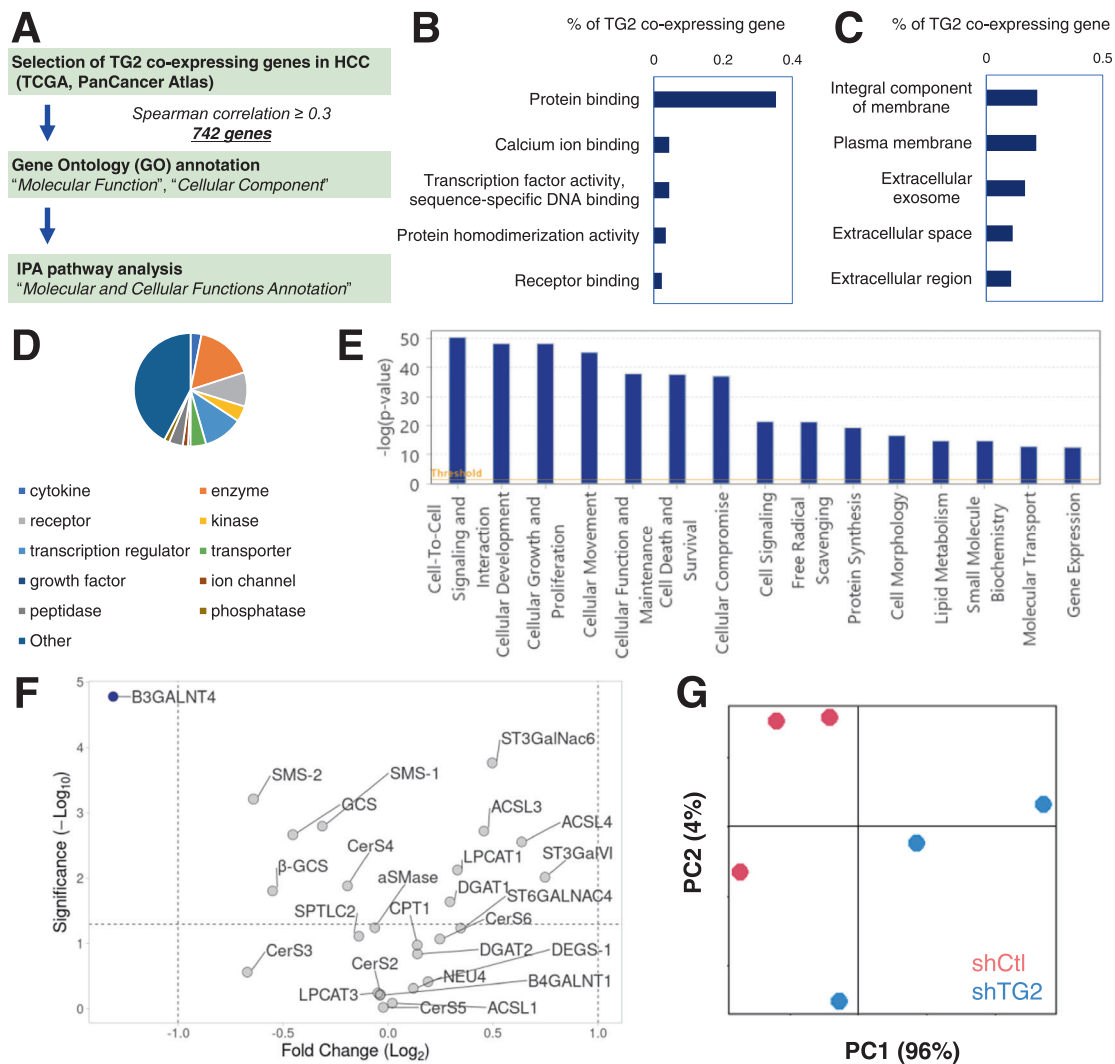 A
Selection of TG2 co-expressing genes in HCC
(TCGA, PanCancer Atlas)
Spearman correlation ≥ 0.3
742 genes
Gene Ontology (GO) annotation
“Molecular Function”, “Cellular Component”
IPA pathway analysis
“Molecular and Cellular Functions Annotation”
B
% of TG2 co-expressing gene
0 0.2 0.4
Protein binding
Calcium ion binding
Transcription factor activity,
sequence-specific DNA binding
Protein homodimerization activity
Receptor binding
C
% of TG2 co-expressing gene
0 0.5
Integral component
of membrane
Plasma membrane
Extracellular
exosome
Extracellular space
Extracellular region
D
cytokine
enzyme
receptor
kinase
transcription regulator
transporter
growth factor
ion channel
peptidase
phosphatase
Other
E
-log(p-value)
50
40
30
20
10
0
Threshold
Cell-To-Cell
Signaling and
Interaction
Cellular Development
Cellular Growth and
Proliferation
Cellular Movement
Cellular Function and
Maintenance
Cell Death and
Survival
Cellular Compromise
Cell Signaling
Free Radical
Scavenging
Protein Synthesis
Cell Morphology
Lipid Metabolism
Small Molecule
Biochemistry
Molecular Transport
Gene Expression
F
Significance (−Log10)
5
4
3
2
1
0
B3GALNT4
ST3GalNac6
SMS-2
SMS-1
GCS
ACSL3
ACSL4
CerS4
LPCAT1
ST3GalVI
β-GCS
aSMase
DGAT1
ST6GALNAC4
SPTLC2
CPT1
CerS6
CerS3
DGAT2
DEGS-1
CerS2
NEU4
B4GALNT1
LPCAT3
CerS5
ACSL1
-1.0 -0.5 0.0 0.5 1.0
Fold Change (Log2)
G
PC2 (4%)
shCtl
shTG2
PC1 (96%)